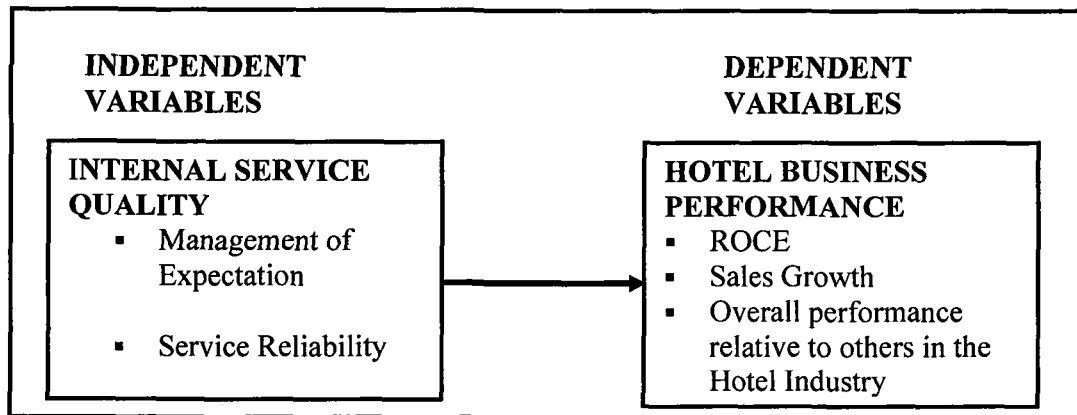 INDEPENDENT
VARIABLES
DEPENDENT
VARIABLES
INTERNAL SERVICE
QUALITY
▪ Management of
Expectation
▪ Service Reliability
HOTEL BUSINESS
PERFORMANCE
▪ ROCE
▪ Sales Growth
▪ Overall performance
relative to others in the
Hotel Industry